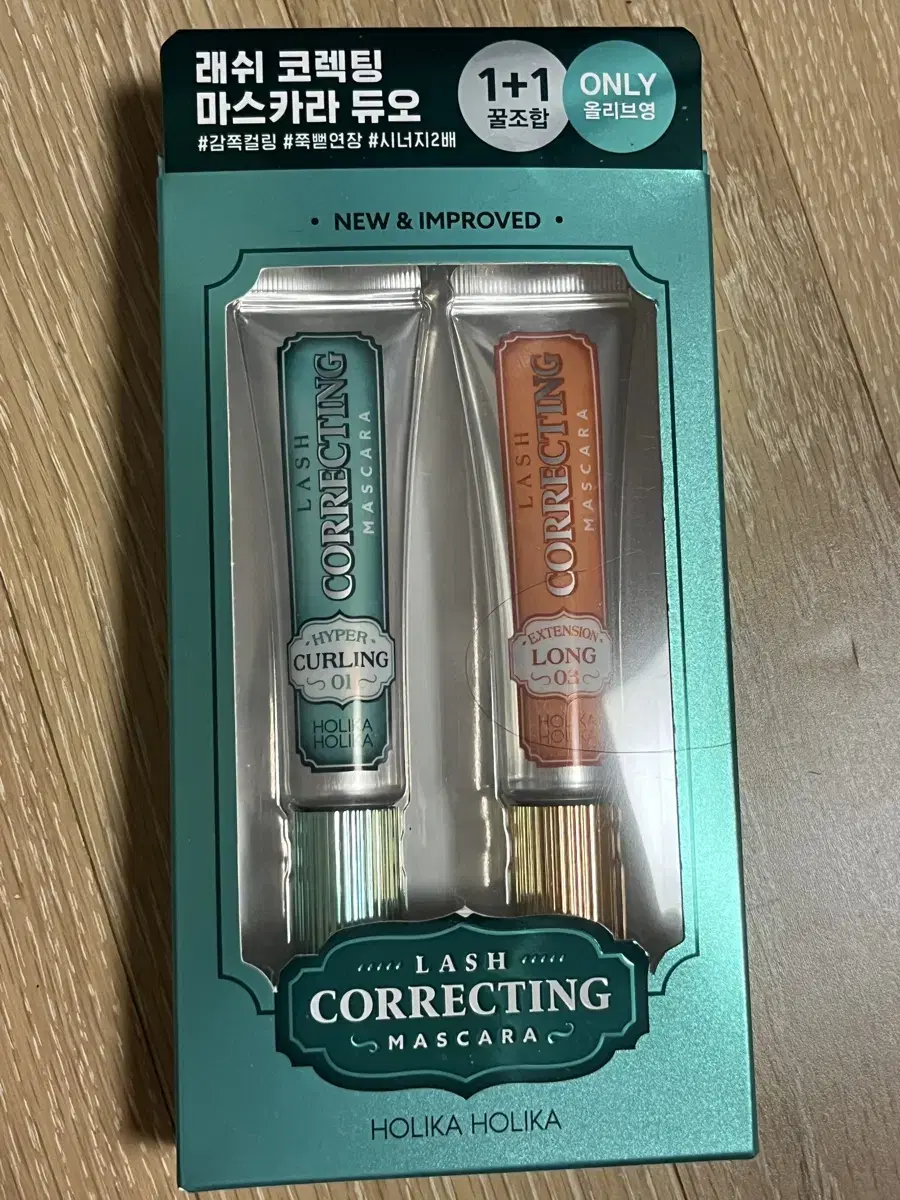 래쉬 코렉팅
마스카라 듀오
#감쪽컬링 #쭉뻗연장 #시너지2배
1+1
꿀조합
ONLY
올리브영
• NEW & IMPROVED •
LASH
CORRECTING
MASCARA
HYPER
CURLING
01
HOLIKA
HOLIKA
LASH
CORRECTING
MASCARA
EXTENSION
LONG
03
HOLIKA
HOLIKA
LASH
CORRECTING
MASCARA
HOLIKA HOLIKA